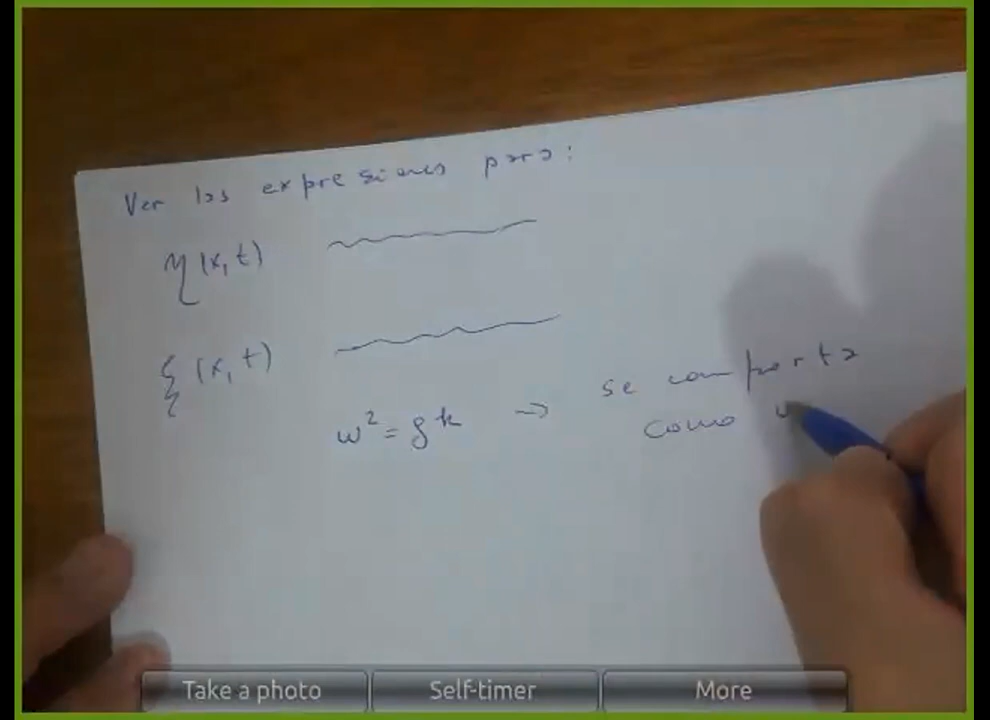 Ver las expresiones para:
η(x,t)
ξ(x,t)
ω² = gk → se comporta
como
Take a photo
Self-timer
More